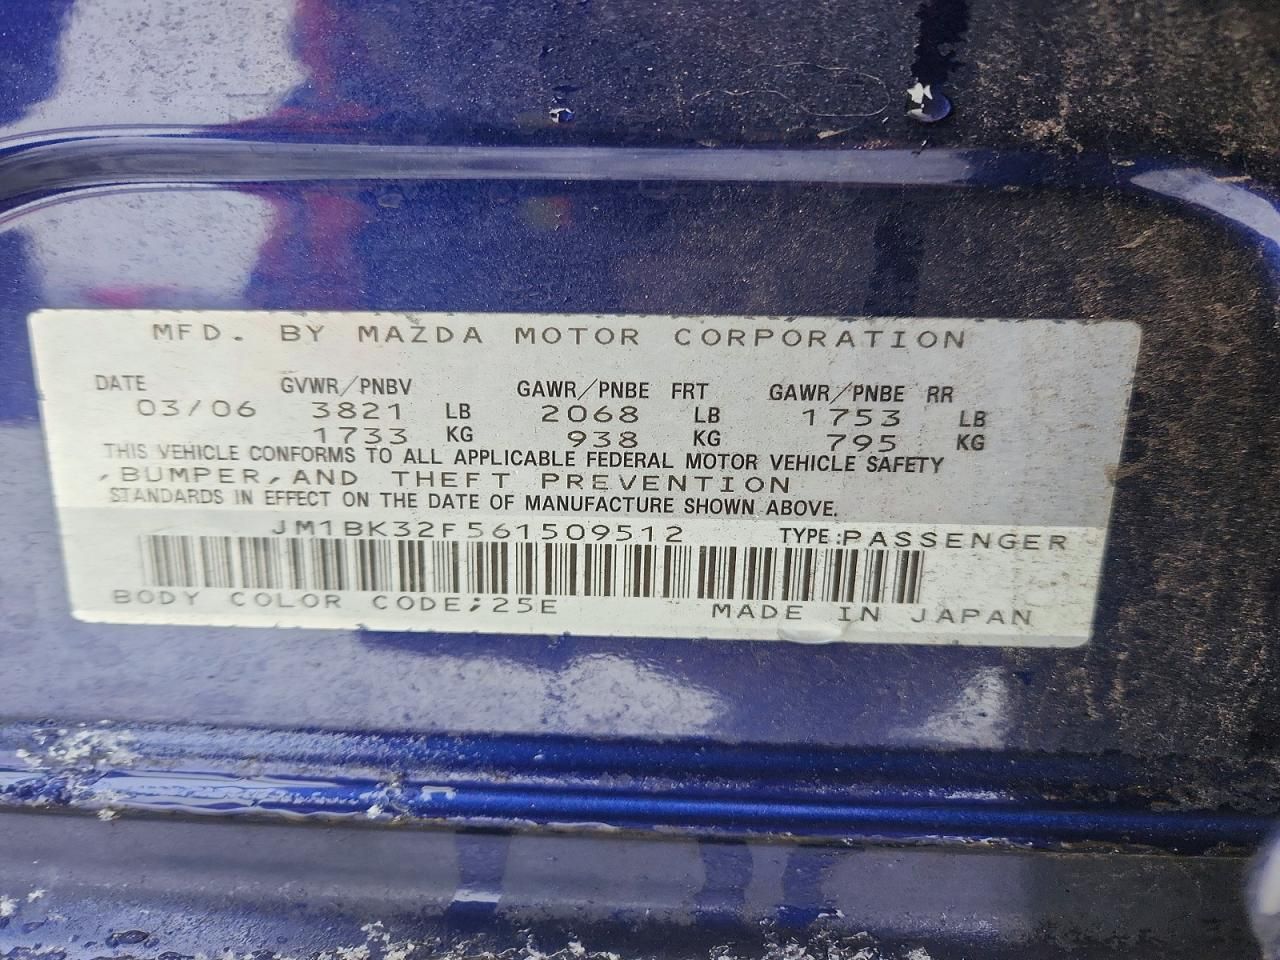 MFD. BY MAZDA MOTOR CORPORATION
DATE GVWR/PNBV GAWR/PNBE FRT GAWR/PNBE RR
03/06 3821 LB 2068 LB 1753 LB
1733 KG 938 KG 795 KG
THIS VEHICLE CONFORMS TO ALL APPLICABLE FEDERAL MOTOR VEHICLE SAFETY
,BUMPER,AND THEFT PREVENTION
STANDARDS IN EFFECT ON THE DATE OF MANUFACTURE SHOWN ABOVE.
JM1BK32F561509512 TYPE:PASSENGER
BODY COLOR CODE;25E MADE IN JAPAN